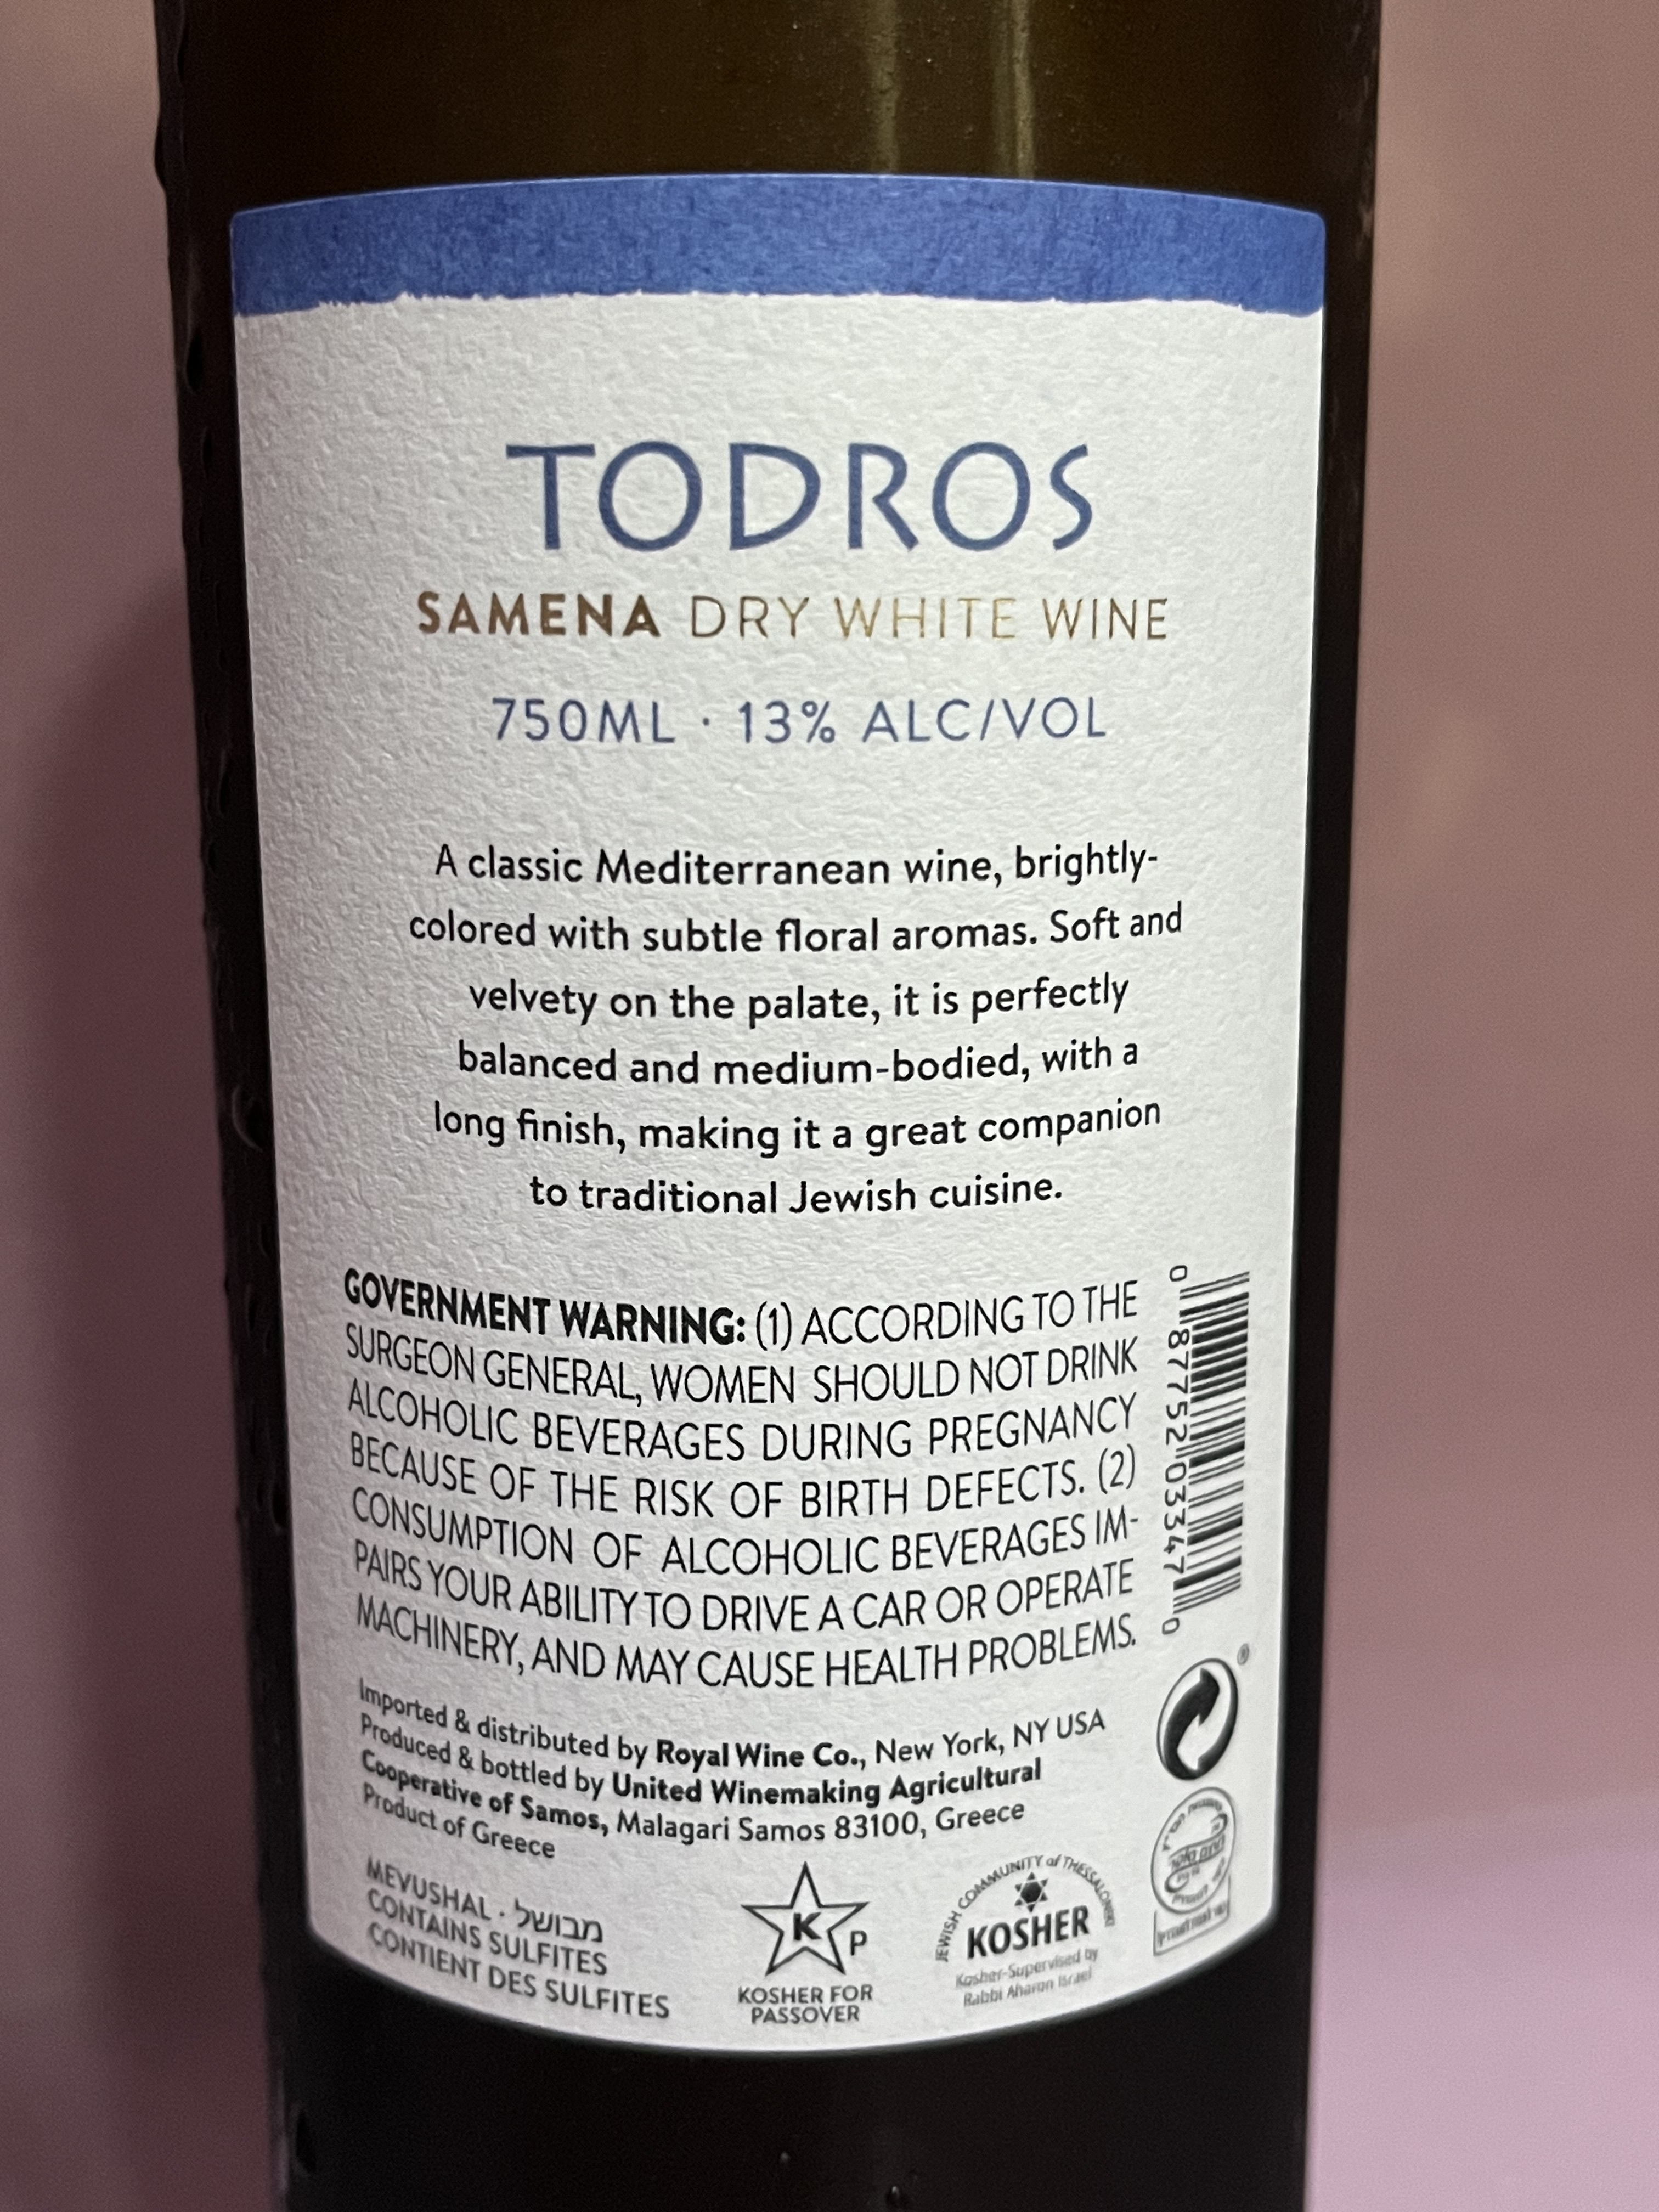 TODROS
SAMENA DRY WHITE WINE
750ML · 13% ALC/VOL
A classic Mediterranean wine, brightly-
colored with subtle floral aromas. Soft and
velvety on the palate, it is perfectly
balanced and medium-bodied, with a
long finish, making it a great companion
to traditional Jewish cuisine.
GOVERNMENT WARNING: (1) ACCORDING TO THE
SURGEON GENERAL, WOMEN SHOULD NOT DRINK
ALCOHOLIC BEVERAGES DURING PREGNANCY
BECAUSE OF THE RISK OF BIRTH DEFECTS. (2)
CONSUMPTION OF ALCOHOLIC BEVERAGES IM-
PAIRS YOUR ABILITY TO DRIVE A CAR OR OPERATE
MACHINERY, AND MAY CAUSE HEALTH PROBLEMS.
0 87752 03347 0
®
Imported & distributed by Royal Wine Co., New York, NY USA
Produced & bottled by United Winemaking Agricultural
Cooperative of Samos, Malagari Samos 83100, Greece
Product of Greece
MEVUSHAL · מבושל
CONTAINS SULFITES
CONTIENT DES SULFITES
K P
KOSHER FOR
PASSOVER
JEWISH COMMUNITY of THESSALONIKI
KOSHER
Kosher-Supervised by
Rabbi Aharon Israel